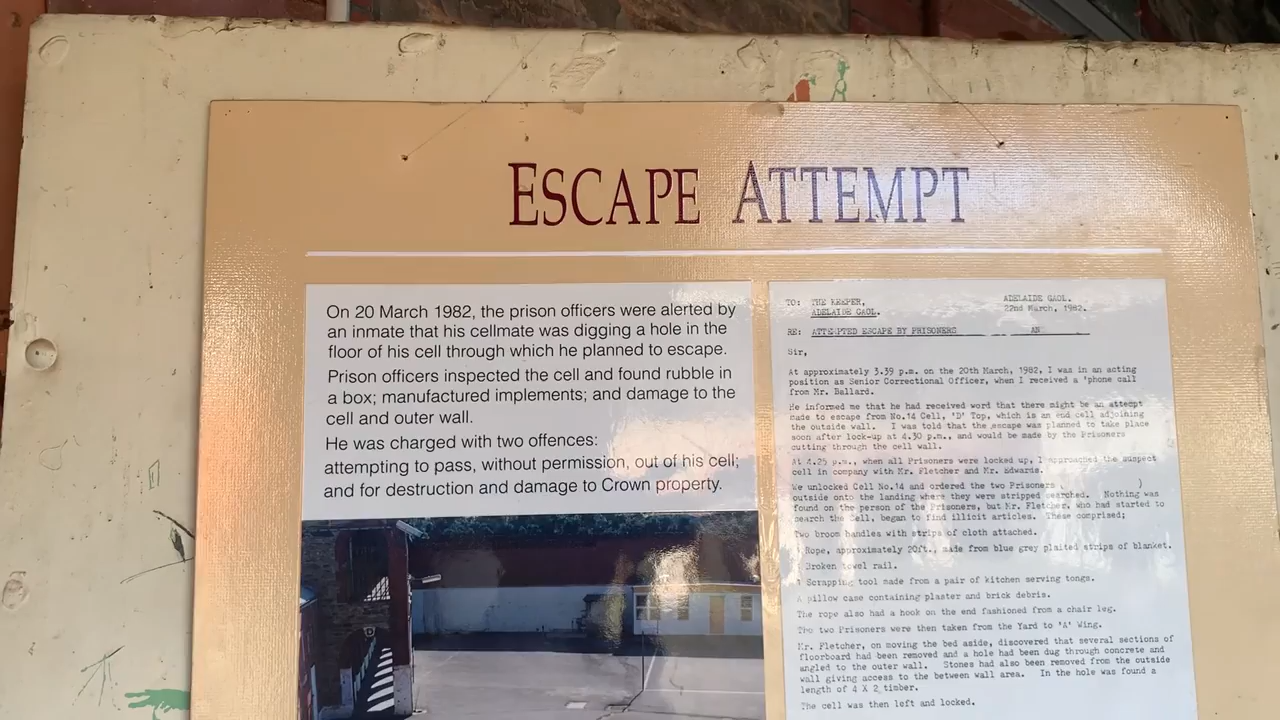 ESCAPE ATTEMPT
On 20 March 1982, the prison officers were alerted by
an inmate that his cellmate was digging a hole in the
floor of his cell through which he planned to escape.
Prison officers inspected the cell and found rubble in
a box; manufactured implements; and damage to the
cell and outer wall.
He was charged with two offences:
attempting to pass, without permission, out of his cell;
and for destruction and damage to Crown property.
TO: THE KEEPER,
ADELAIDE GAOL.
ADELAIDE GAOL.
22nd March, 1982.
RE: ATTEMPTED ESCAPE BY PRISONERS AN
Sir,
At approximately 3.39 p.m. on the 20th March, 1982, I was in an acting
position as Senior Correctional Officer, when I received a 'phone call
from Mr. Ballard.
He informed me that he had received word that there might be an attempt
made to escape from No.14 Cell, 'D' Top, which is an end cell adjoining
the outside wall. I was told that the escape was planned to take place
soon after lock-up at 4.30 p.m., and would be made by the Prisoners
cutting through the cell wall.
At 4.25 p.m., when all Prisoners were locked up, I approached the suspect
cell in company with Mr. Fletcher and Mr. Edwards.
We unlocked Cell No.14 and ordered the two Prisoners )
outside onto the landing where they were stripped searched. Nothing was
found on the person of the Prisoners, but Mr. Fletcher, who had started to
search the Cell, began to find illicit articles. These comprised;
Two broom handles with strips of cloth attached.
Rope, approximately 20ft., made from blue grey plaited strips of blanket.
Broken towel rail.
1 Scrapping tool made from a pair of kitchen serving tongs.
A pillow case containing plaster and brick debris.
The rope also had a hook on the end fashioned from a chair leg.
The two Prisoners were then taken from the Yard to 'A' Wing.
Mr. Fletcher, on moving the bed aside, discovered that several sections of
floorboard had been removed and a hole had been dug through concrete and
angled to the outer wall. Stones had also been removed from the outside
wall giving access to the between wall area. In the hole was found a
length of 4 X 2 timber.
The cell was then left and locked.